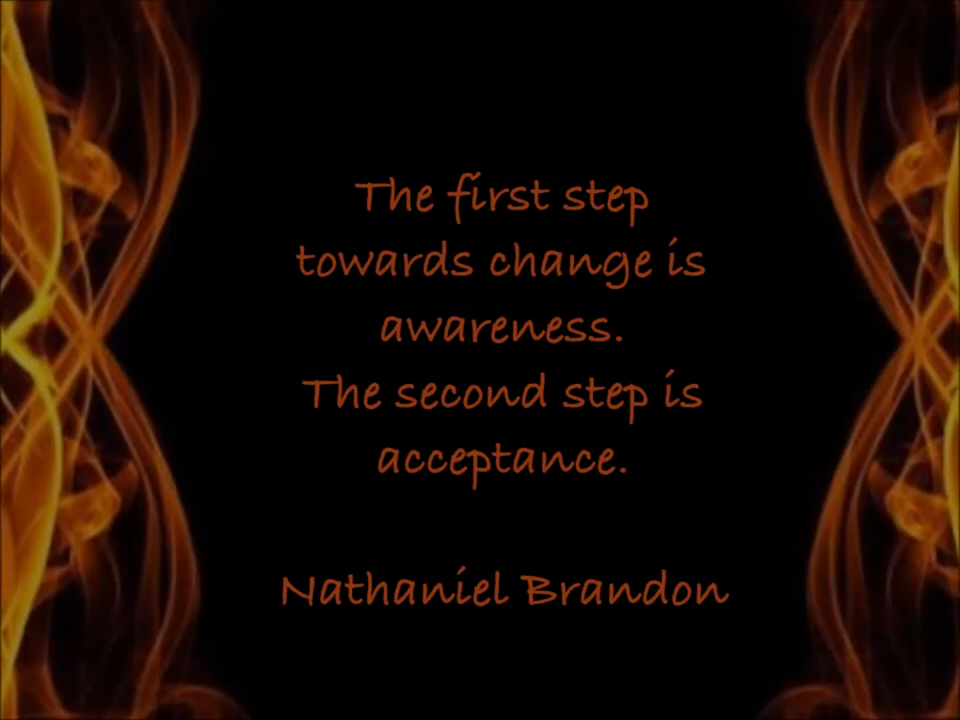 The first step
towards change is
awareness.
The second step is
acceptance.
Nathaniel Brandon